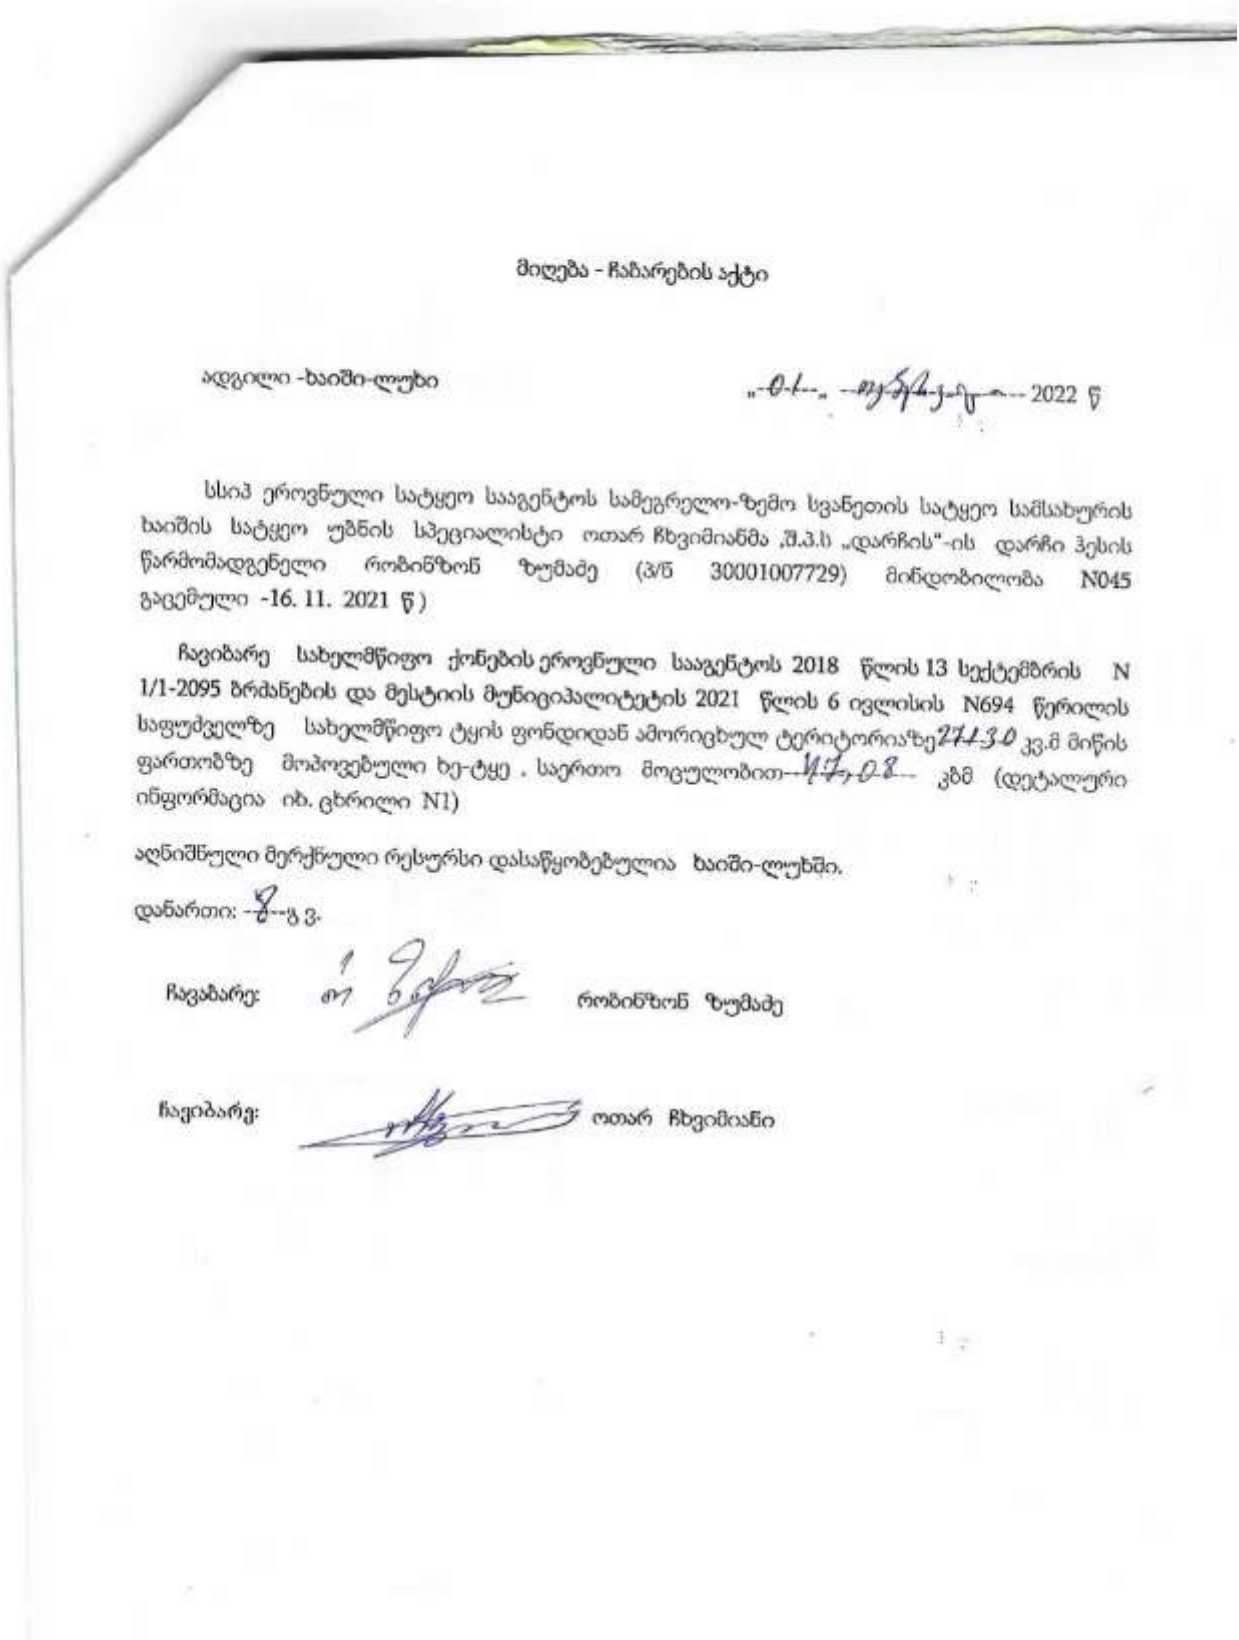 მიღება - ჩაბარების აქტი
ადგილი -ხაიში-ლუხი
„-01--„ 2022 წ
სსიპ ეროვნული სატყეო სააგენტოს სამეგრელო-ზემო სვანეთის სატყეო სამსახურის
ხაიშის სატყეო უბნის სპეციალისტი ოთარ ჩხვიმიანმა ,შ.პ.ს „დარჩის"-ის დარჩი ჰესის
წარმომადგენელი რობინზონ ზუმაძე (პ/ნ 30001007729) მინდობილობა N045
გაცემული -16. 11. 2021 წ )
ჩავიბარე სახელმწიფო ქონების ეროვნული სააგენტოს 2018 წლის 13 სექტემბრის N
1/1-2095 ბრძანების და მესტიის მუნიციპალიტეტის 2021 წლის 6 ივლისის N694 წერილის
საფუძველზე სახელმწიფო ტყის ფონდიდან ამორიცხულ ტერიტორიაზე კვ.მ მიწის
ფართობზე მოპოვებული ხე-ტყე . საერთო მოცულობით 47,08 კბმ (დეტალური
ინფორმაცია იხ. ცხრილი N1)
აღნიშნული მერქნული რესურსი დასაწყობებულია ხაიში-ლუხში.
დანართი: --8--გ ვ.
ჩავაბარე: რობინზონ ზუმაძე
ჩავიბარე: ოთარ ჩხვიმიანი